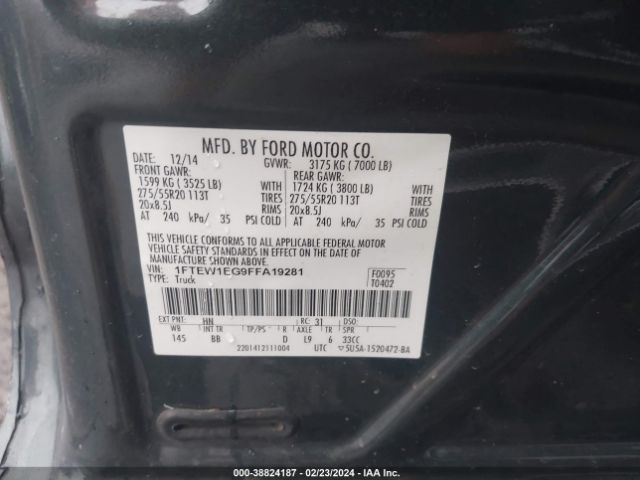 MFD. BY FORD MOTOR CO.
DATE: 12/14 GVWR: 3175 KG ( 7000 LB)
FRONT GAWR: REAR GAWR:
1599 KG ( 3525 LB) WITH 1724 KG ( 3800 LB) WITH
275/55R20 113T TIRES 275/55R20 113T TIRES
20x8.5J RIMS 20x8.5J RIMS
AT 240 kPa/ 35 PSI COLD AT 240 kPa/ 35 PSI COLD
THIS VEHICLE CONFORMS TO ALL APPLICABLE FEDERAL MOTOR
VEHICLE SAFETY STANDARDS IN EFFECT ON THE DATE OF
MANUFACTURE SHOWN ABOVE.
VIN: 1FTEW1EG9FFA19281 F0095
TYPE: Truck T0402
EXT PNT: HN RC: 31 DSO:
WB INT TR TP/PS R AXLE TR SPR
145 BB D L9 6 33CC
2201412111004 UTC ▽5U5A-1520472-BA
000-38824187 - 02/23/2024 - IAA Inc.